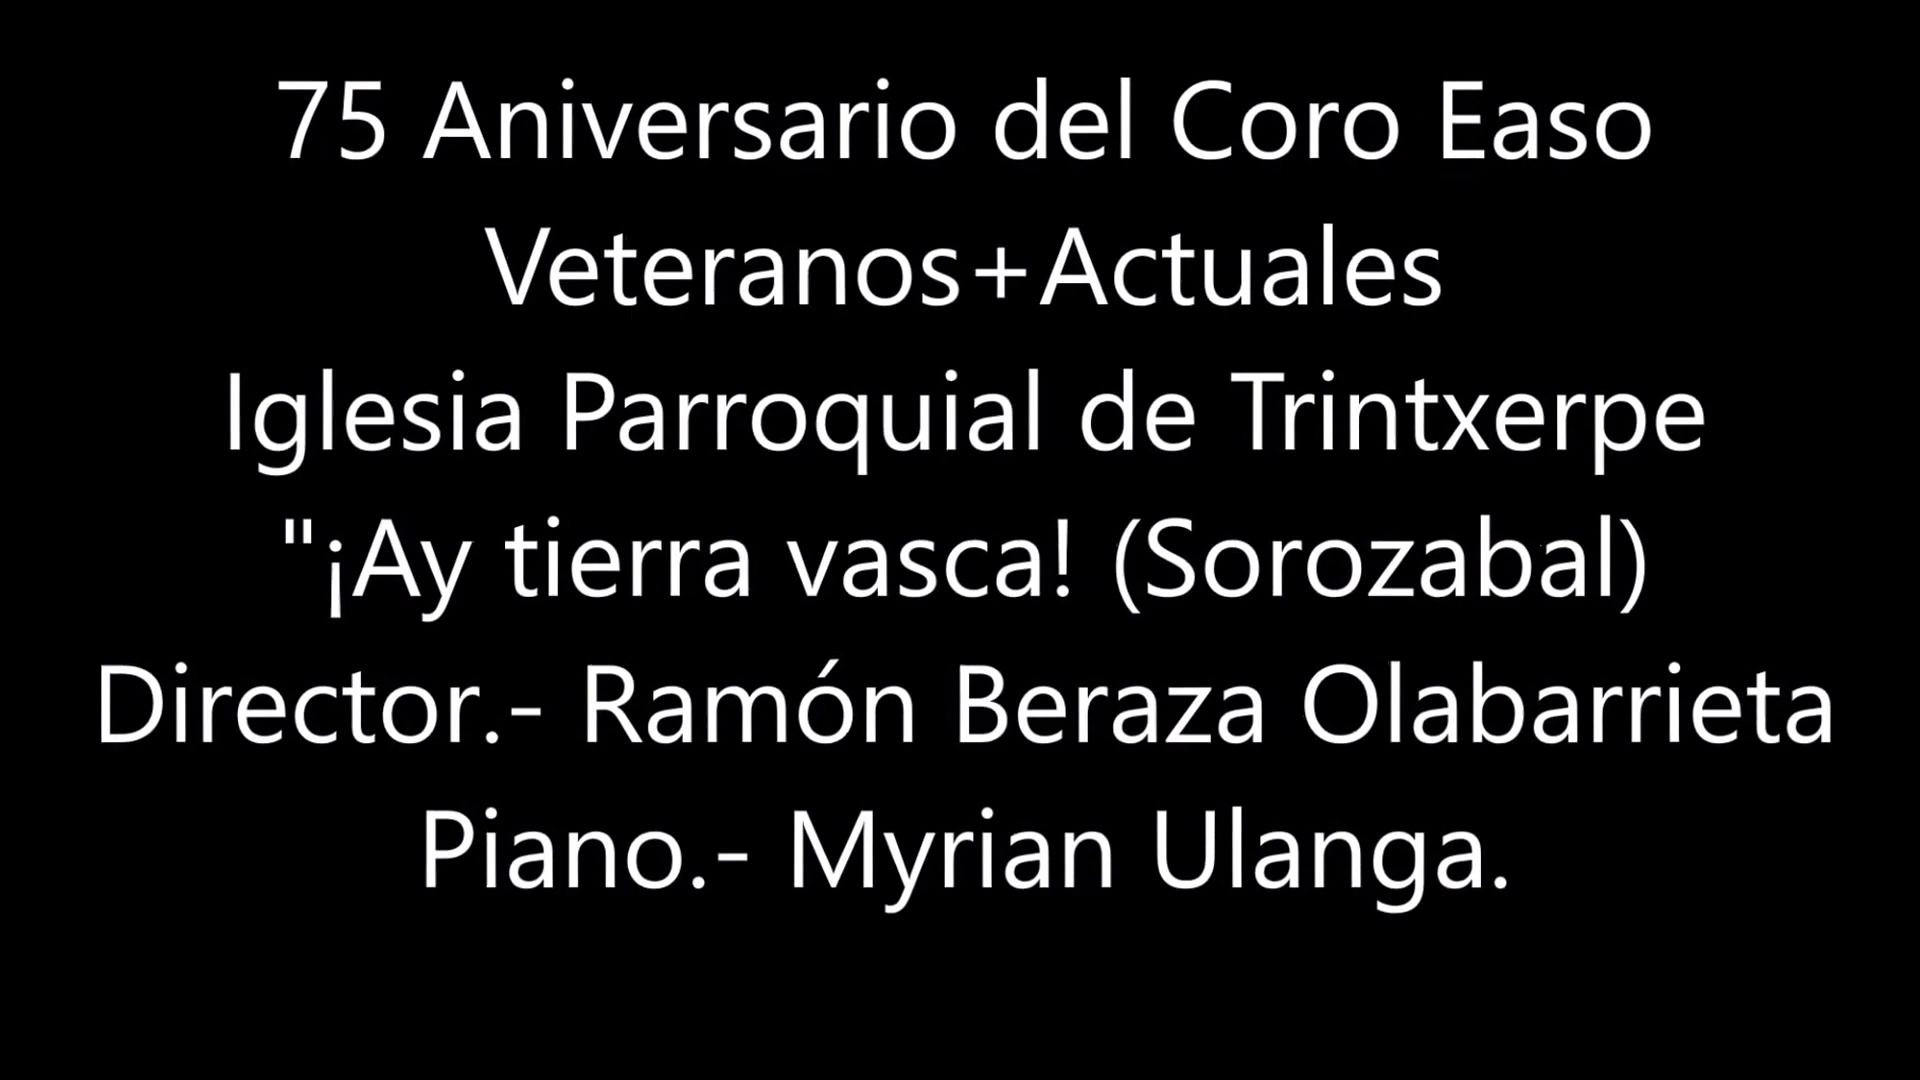 75 Aniversario del Coro Easo
Veteranos+Actuales
Iglesia Parroquial de Trintxerpe
"¡Ay tierra vasca! (Sorozabal)
Director.- Ramón Beraza Olabarrieta
Piano.- Myrian Ulanga.